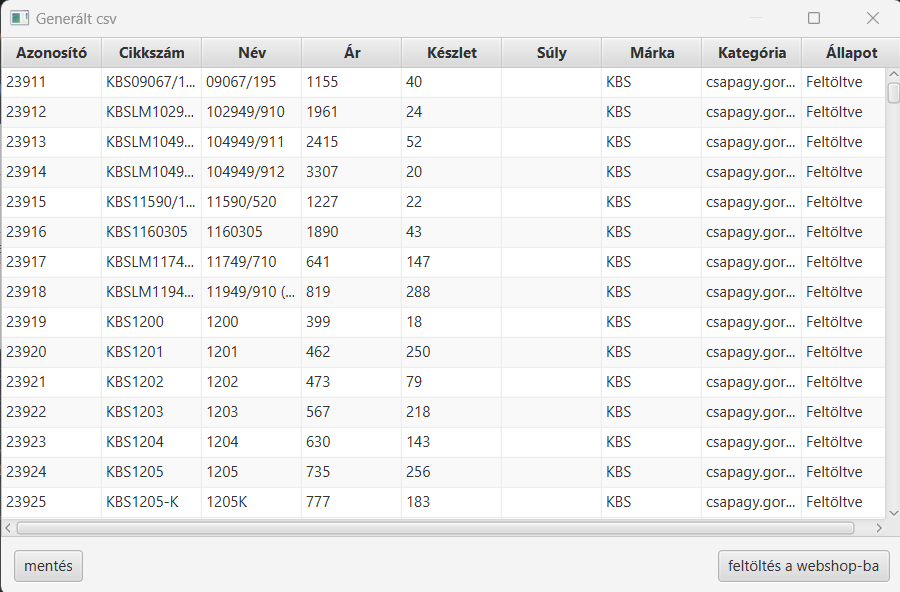 Generált csv
Azonosító Cikkszám Név Ár Készlet Súly Márka Kategória Állapot
23911 KBS09067/1... 09067/195 1155 40 KBS csapagy.gor... Feltöltve
23912 KBSLM1029... 102949/910 1961 24 KBS csapagy.gor... Feltöltve
23913 KBSLM1049... 104949/911 2415 52 KBS csapagy.gor... Feltöltve
23914 KBSLM1049... 104949/912 3307 20 KBS csapagy.gor... Feltöltve
23915 KBS11590/1... 11590/520 1227 22 KBS csapagy.gor... Feltöltve
23916 KBS1160305 1160305 1890 43 KBS csapagy.gor... Feltöltve
23917 KBSLM1174... 11749/710 641 147 KBS csapagy.gor... Feltöltve
23918 KBSLM1194... 11949/910 (... 819 288 KBS csapagy.gor... Feltöltve
23919 KBS1200 1200 399 18 KBS csapagy.gor... Feltöltve
23920 KBS1201 1201 462 250 KBS csapagy.gor... Feltöltve
23921 KBS1202 1202 473 79 KBS csapagy.gor... Feltöltve
23922 KBS1203 1203 567 218 KBS csapagy.gor... Feltöltve
23923 KBS1204 1204 630 143 KBS csapagy.gor... Feltöltve
23924 KBS1205 1205 735 256 KBS csapagy.gor... Feltöltve
23925 KBS1205-K 1205K 777 183 KBS csapagy.gor... Feltöltve
mentés feltöltés a webshop-ba